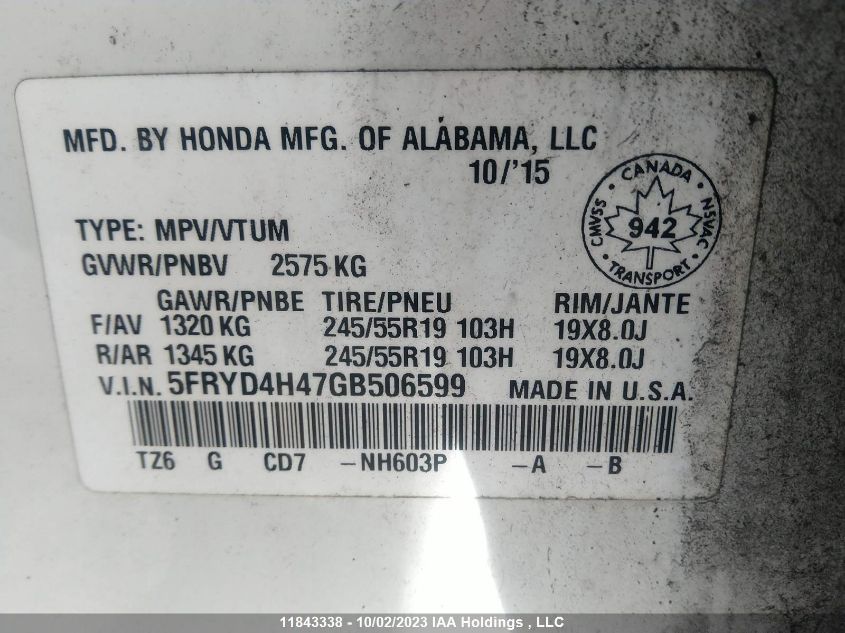 MFD. BY HONDA MFG. OF ALABAMA, LLC
10/'15
CANADA
CMVSS 942 NSVAC
TRANSPORT
TYPE: MPV/VTUM
GVWR/PNBV 2575 KG
GAWR/PNBE TIRE/PNEU RIM/JANTE
F/AV 1320 KG 245/55R19 103H 19X8.0J
R/AR 1345 KG 245/55R19 103H 19X8.0J
V.I.N. 5FRYD4H47GB506599 MADE IN U.S.A.
TZ6 G CD7 -NH603P -A -B
11843338 - 10/02/2023 IAA Holdings , LLC